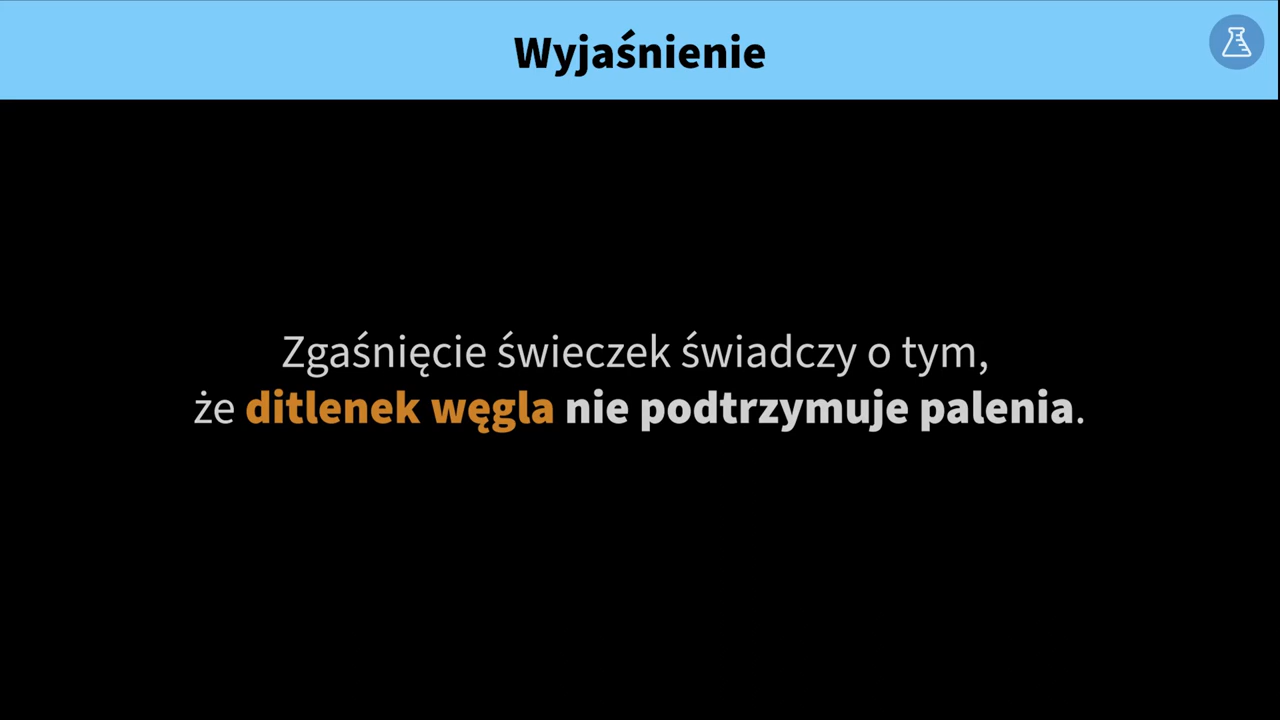 Wyjaśnienie
Zgaśnięcie świeczek świadczy o tym,
że ditlenek węgla nie podtrzymuje palenia.